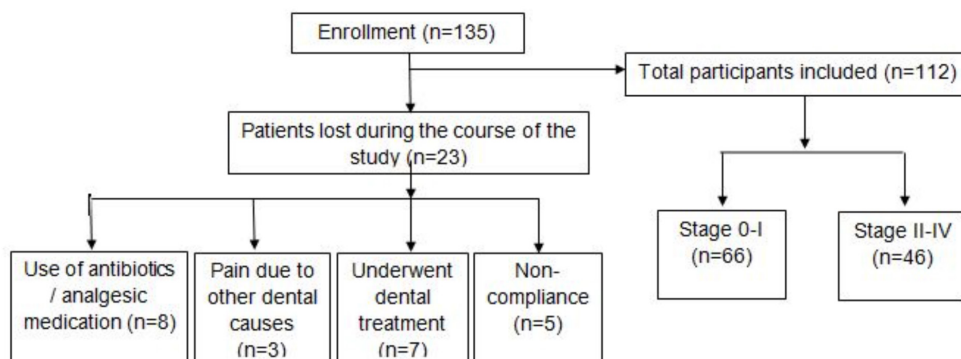 Enrollment (n=135)
Total participants included (n=112)
Patients lost during the course of the
study (n=23)
Stage 0-I
(n=66)
Stage II-IV
(n=46)
Use of antibiotics
/ analgesic
medication (n=8)
Pain due to
other dental
causes
(n=3)
Underwent
dental
treatment
(n=7)
Non-
compliance
(n=5)